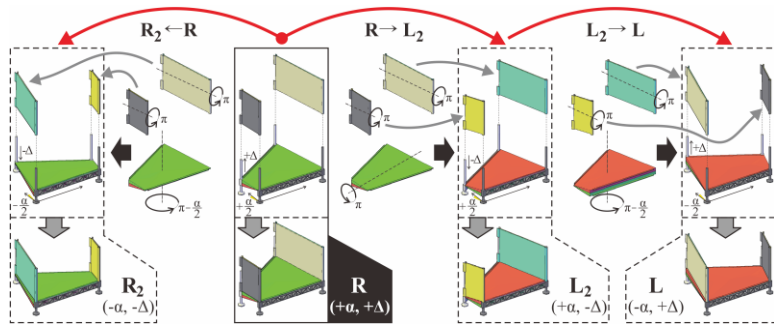 R₂←R
R→L₂
L₂→L
π
π
π
π
π
π
-Δ
+Δ
-Δ
+Δ
-α/2
π-α/2
+α/2
π
+α/2
π-α/2
-α/2
R₂
(-α, -Δ)
R
(+α, +Δ)
L₂
(+α, -Δ)
L
(-α, +Δ)